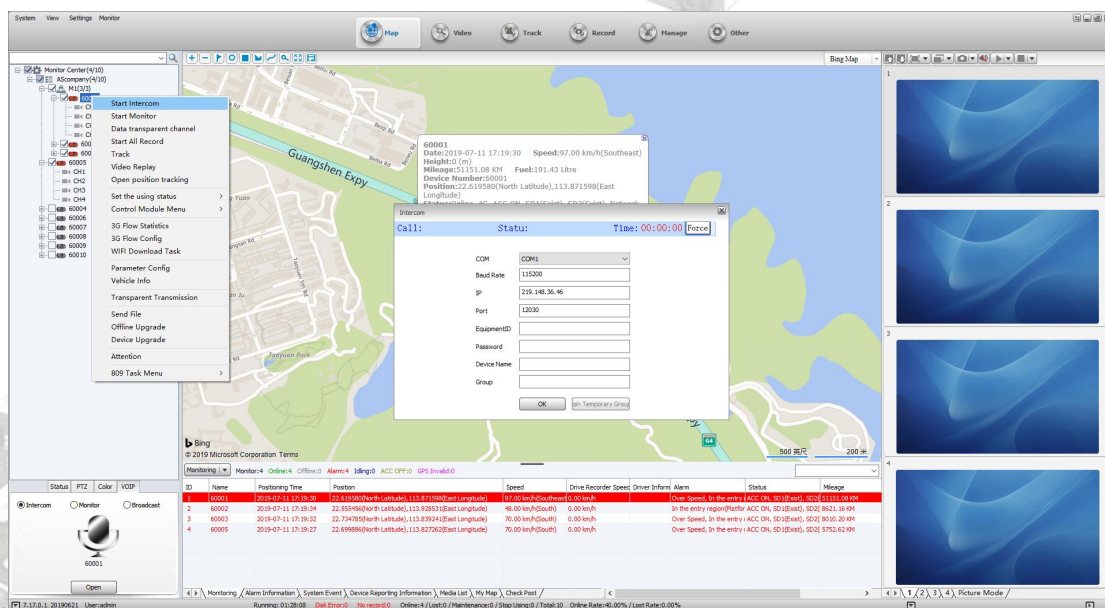 System View Settings Monitor
Map Video Track Record Manage Other
Bing Map
Monitor Center(4/10)
AScompany(4/10)
M1(3/3)
60005
CH1
CH2
CH3
CH4
60004
60006
60007
60008
60009
60010
Start Intercom
Start Monitor
Data transparent channel
Start All Record
Track
Video Replay
Open position tracking
Set the using status >
Control Module Menu >
3G Flow Statistics
3G Flow Config
WIFI Download Task
Parameter Config
Vehicle Info
Transparent Transmission
Send File
Offline Upgrade
Device Upgrade
Attention
809 Task Menu >
Guangshen Expy
Tanyuan Park
G4
Bing
© 2019 Microsoft Corporation Terms
500 英尺 200 米
60001
Date:2019-07-11 17:19:30 Speed:97.00 km/h(Southeast)
Height:0 (m)
Mileage:51151.08 KM Fuel:191.43 Litre
Device Number:60001
Position:22.619580(North Latitude),113.871598(East
Longitude)
Intercom
Call: Statu: Time: 00:00:00 Force
COM COM1
Baud Rate 115200
IP 219.148.36.46
Port 12030
EquipmentID
Password
Device Name
Group
OK oin Temporary Group
1
2
3
4
Monitoring Monitor:4 Online:4 Offline:0 Alarm:4 Idling:0 ACC OFF:0 GPS Invalid:0
ID Name Positioning Time Position Speed Drive Recorder Speed Driver Inform Alarm Status Mileage
1 60001 2019-07-11 17:19:30 22.619580(North Latitude),113.871598(East Longitude) 97.00 km/h(Southeast 0.00 km/h Over Speed, In the entry r ACC ON, SD1(Exist), SD2( 51151.08 KM
2 60002 2019-07-11 17:19:34 22.555456(North Latitude),113.928531(East Longitude) 48.00 km/h(South) 0.00 km/h In the entry region(Platfor ACC ON, SD1(Exist), SD2( 8621.16 KM
3 60003 2019-07-11 17:19:32 22.734785(North Latitude),113.839241(East Longitude) 70.00 km/h(South) 0.00 km/h Over Speed, In the entry r ACC ON, SD1(Exist), SD2( 8010.20 KM
4 60005 2019-07-11 17:19:27 22.699886(North Latitude),113.827262(East Longitude) 70.00 km/h(South) 0.00 km/h Over Speed, In the entry r ACC ON, SD1(Exist), SD2( 5752.62 KM
Status PTZ Color VOIP
Intercom Monitor Broadcast
60001
Open
Monitoring Alarm Information System Event Device Reporting Information Media List My Map Check Post
1 2 3 4 Picture Mode
7.17.0.1 20190621 User:admin Running: 01:28:08 Disk Error:0 No record:0 Online:4 / Lost:0 / Maintenance:0 / Stop Using:0 / Total:10 Online Rate:40.00% / Lost Rate:0.00%